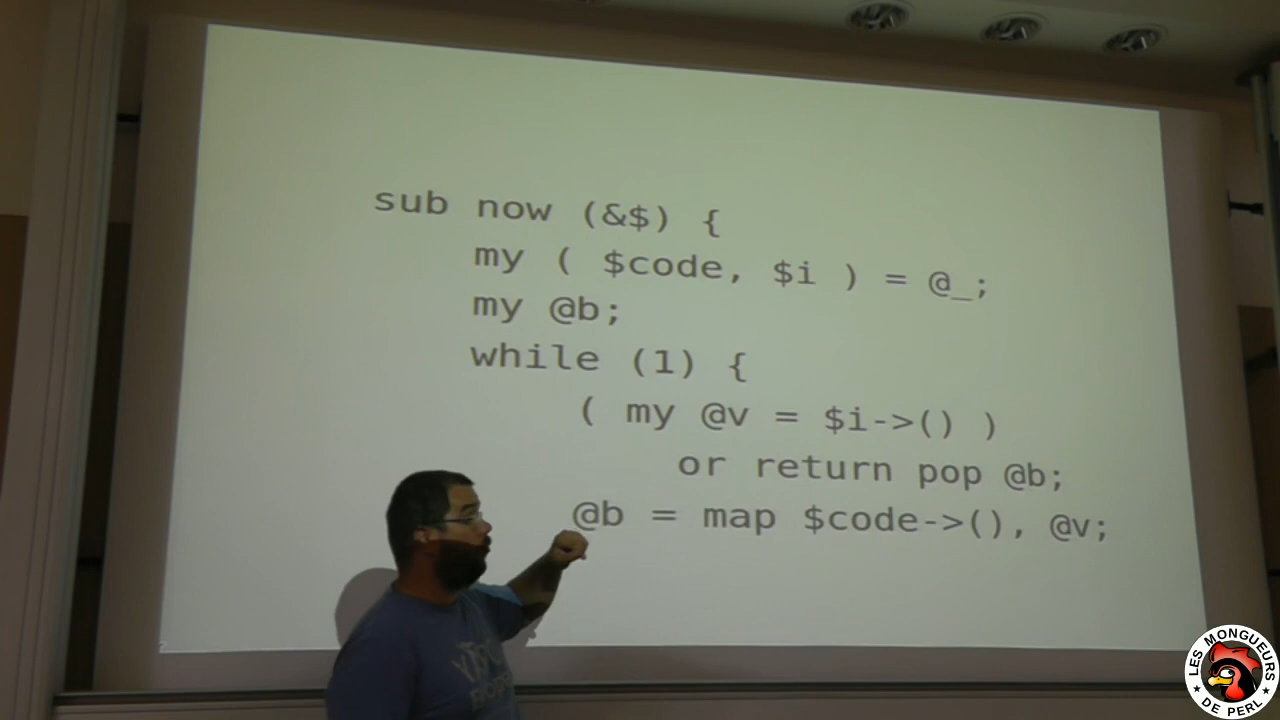 sub now (&$) {
my ( $code, $i ) = @_;
my @b;
while (1) {
( my @v = $i->() )
or return pop @b;
@b = map $code->(), @v;
LES MONGUEURS
★ DE PERL ★